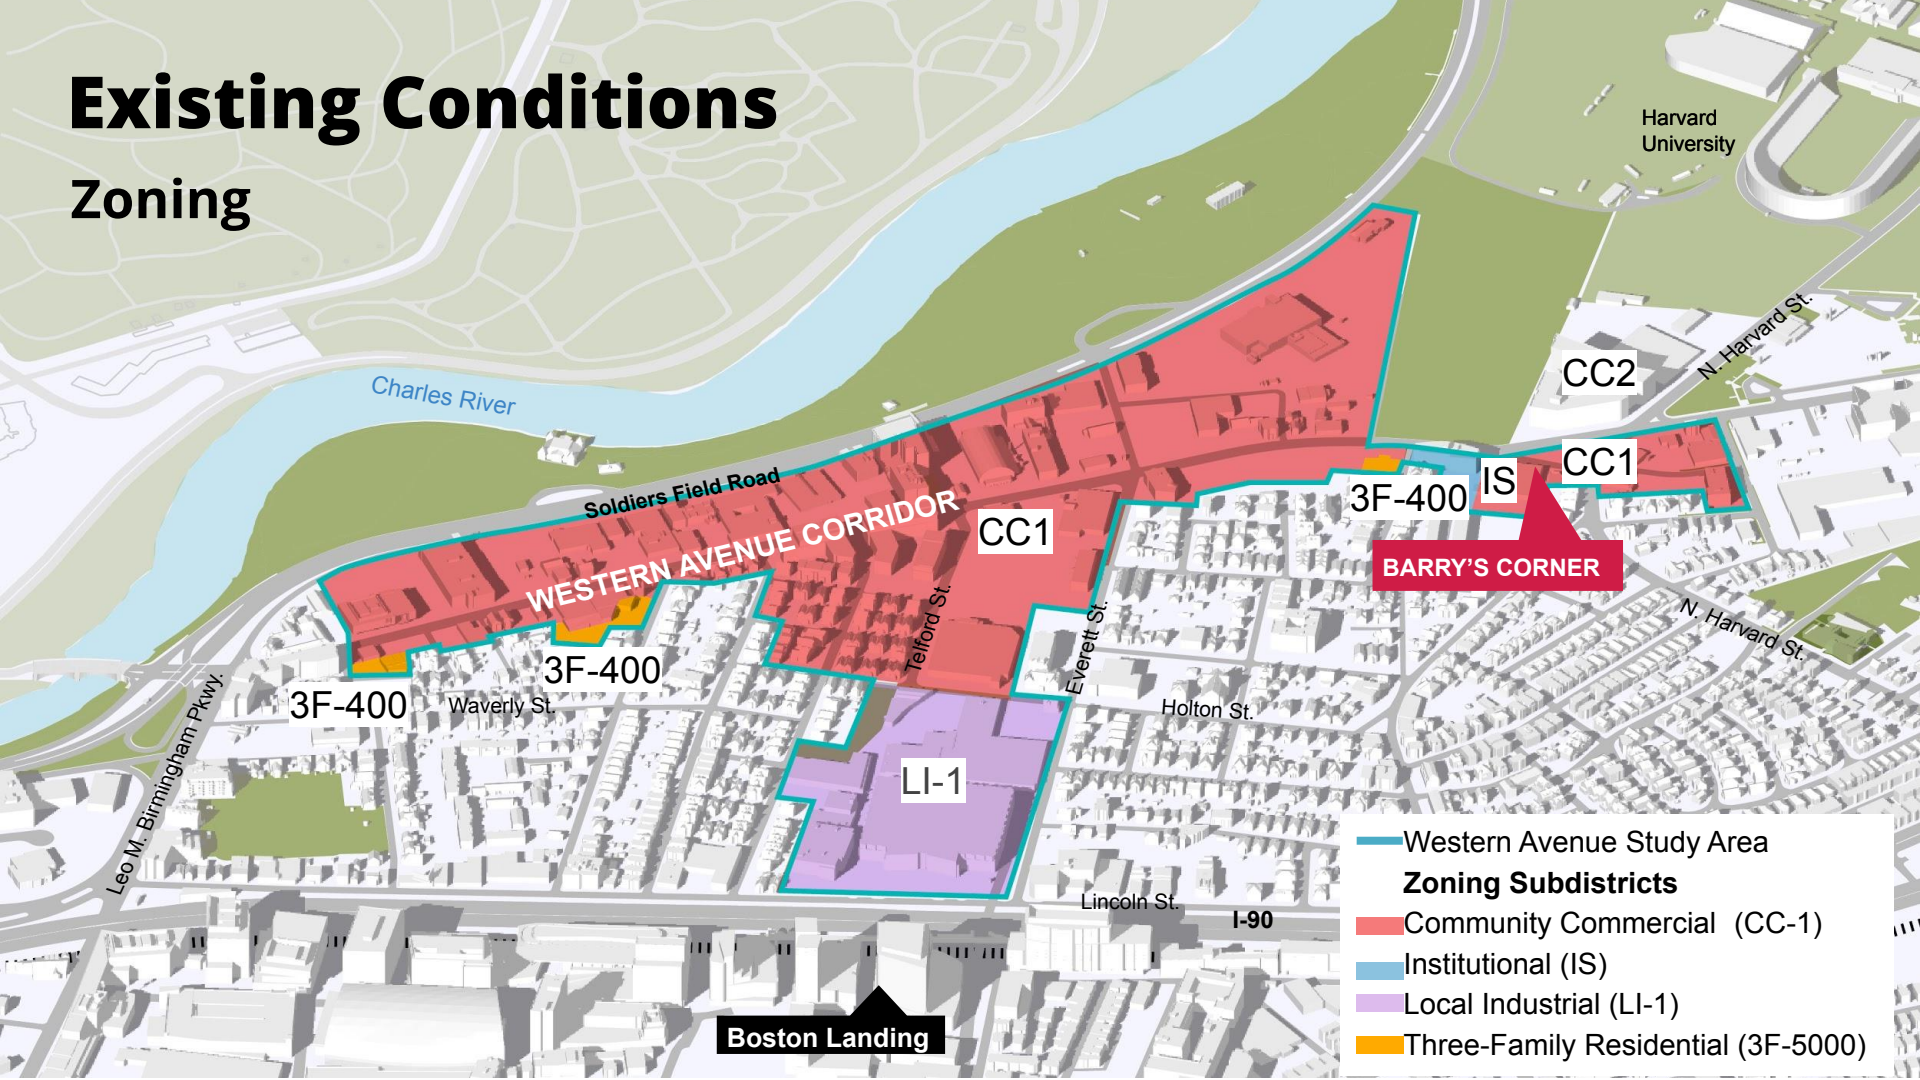 Existing Conditions
Zoning
Harvard
University
Charles River
N. Harvard St.
CC2
CC1
IS
3F-400
Soldiers Field Road
WESTERN AVENUE CORRIDOR
CC1
BARRY'S CORNER
Telford St.
Everett St.
N. Harvard St.
3F-400
3F-400
Waverly St.
Holton St.
Leo M. Birmingham Pkwy.
LI-1
Lincoln St.
I-90
Boston Landing
Western Avenue Study Area
Zoning Subdistricts
Community Commercial (CC-1)
Institutional (IS)
Local Industrial (LI-1)
Three-Family Residential (3F-5000)